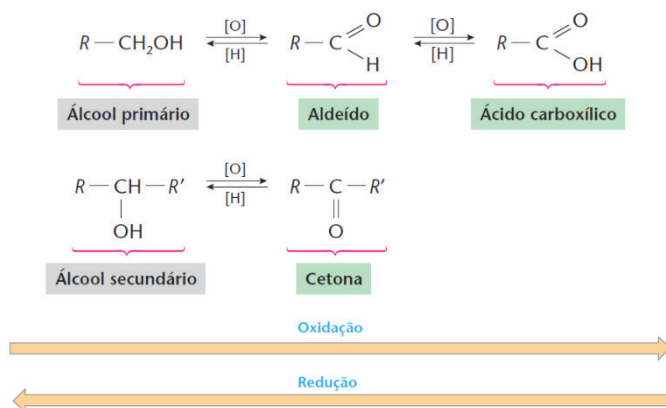 [O] [O]
R — CH₂OH R — C O
[H] [H]
H OH
R — C
Álcool primário Aldeído Ácido carboxílico
[O]
R — CH — R' R — C — R'
[H]
OH O
Álcool secundário Cetona
Oxidação
Redução